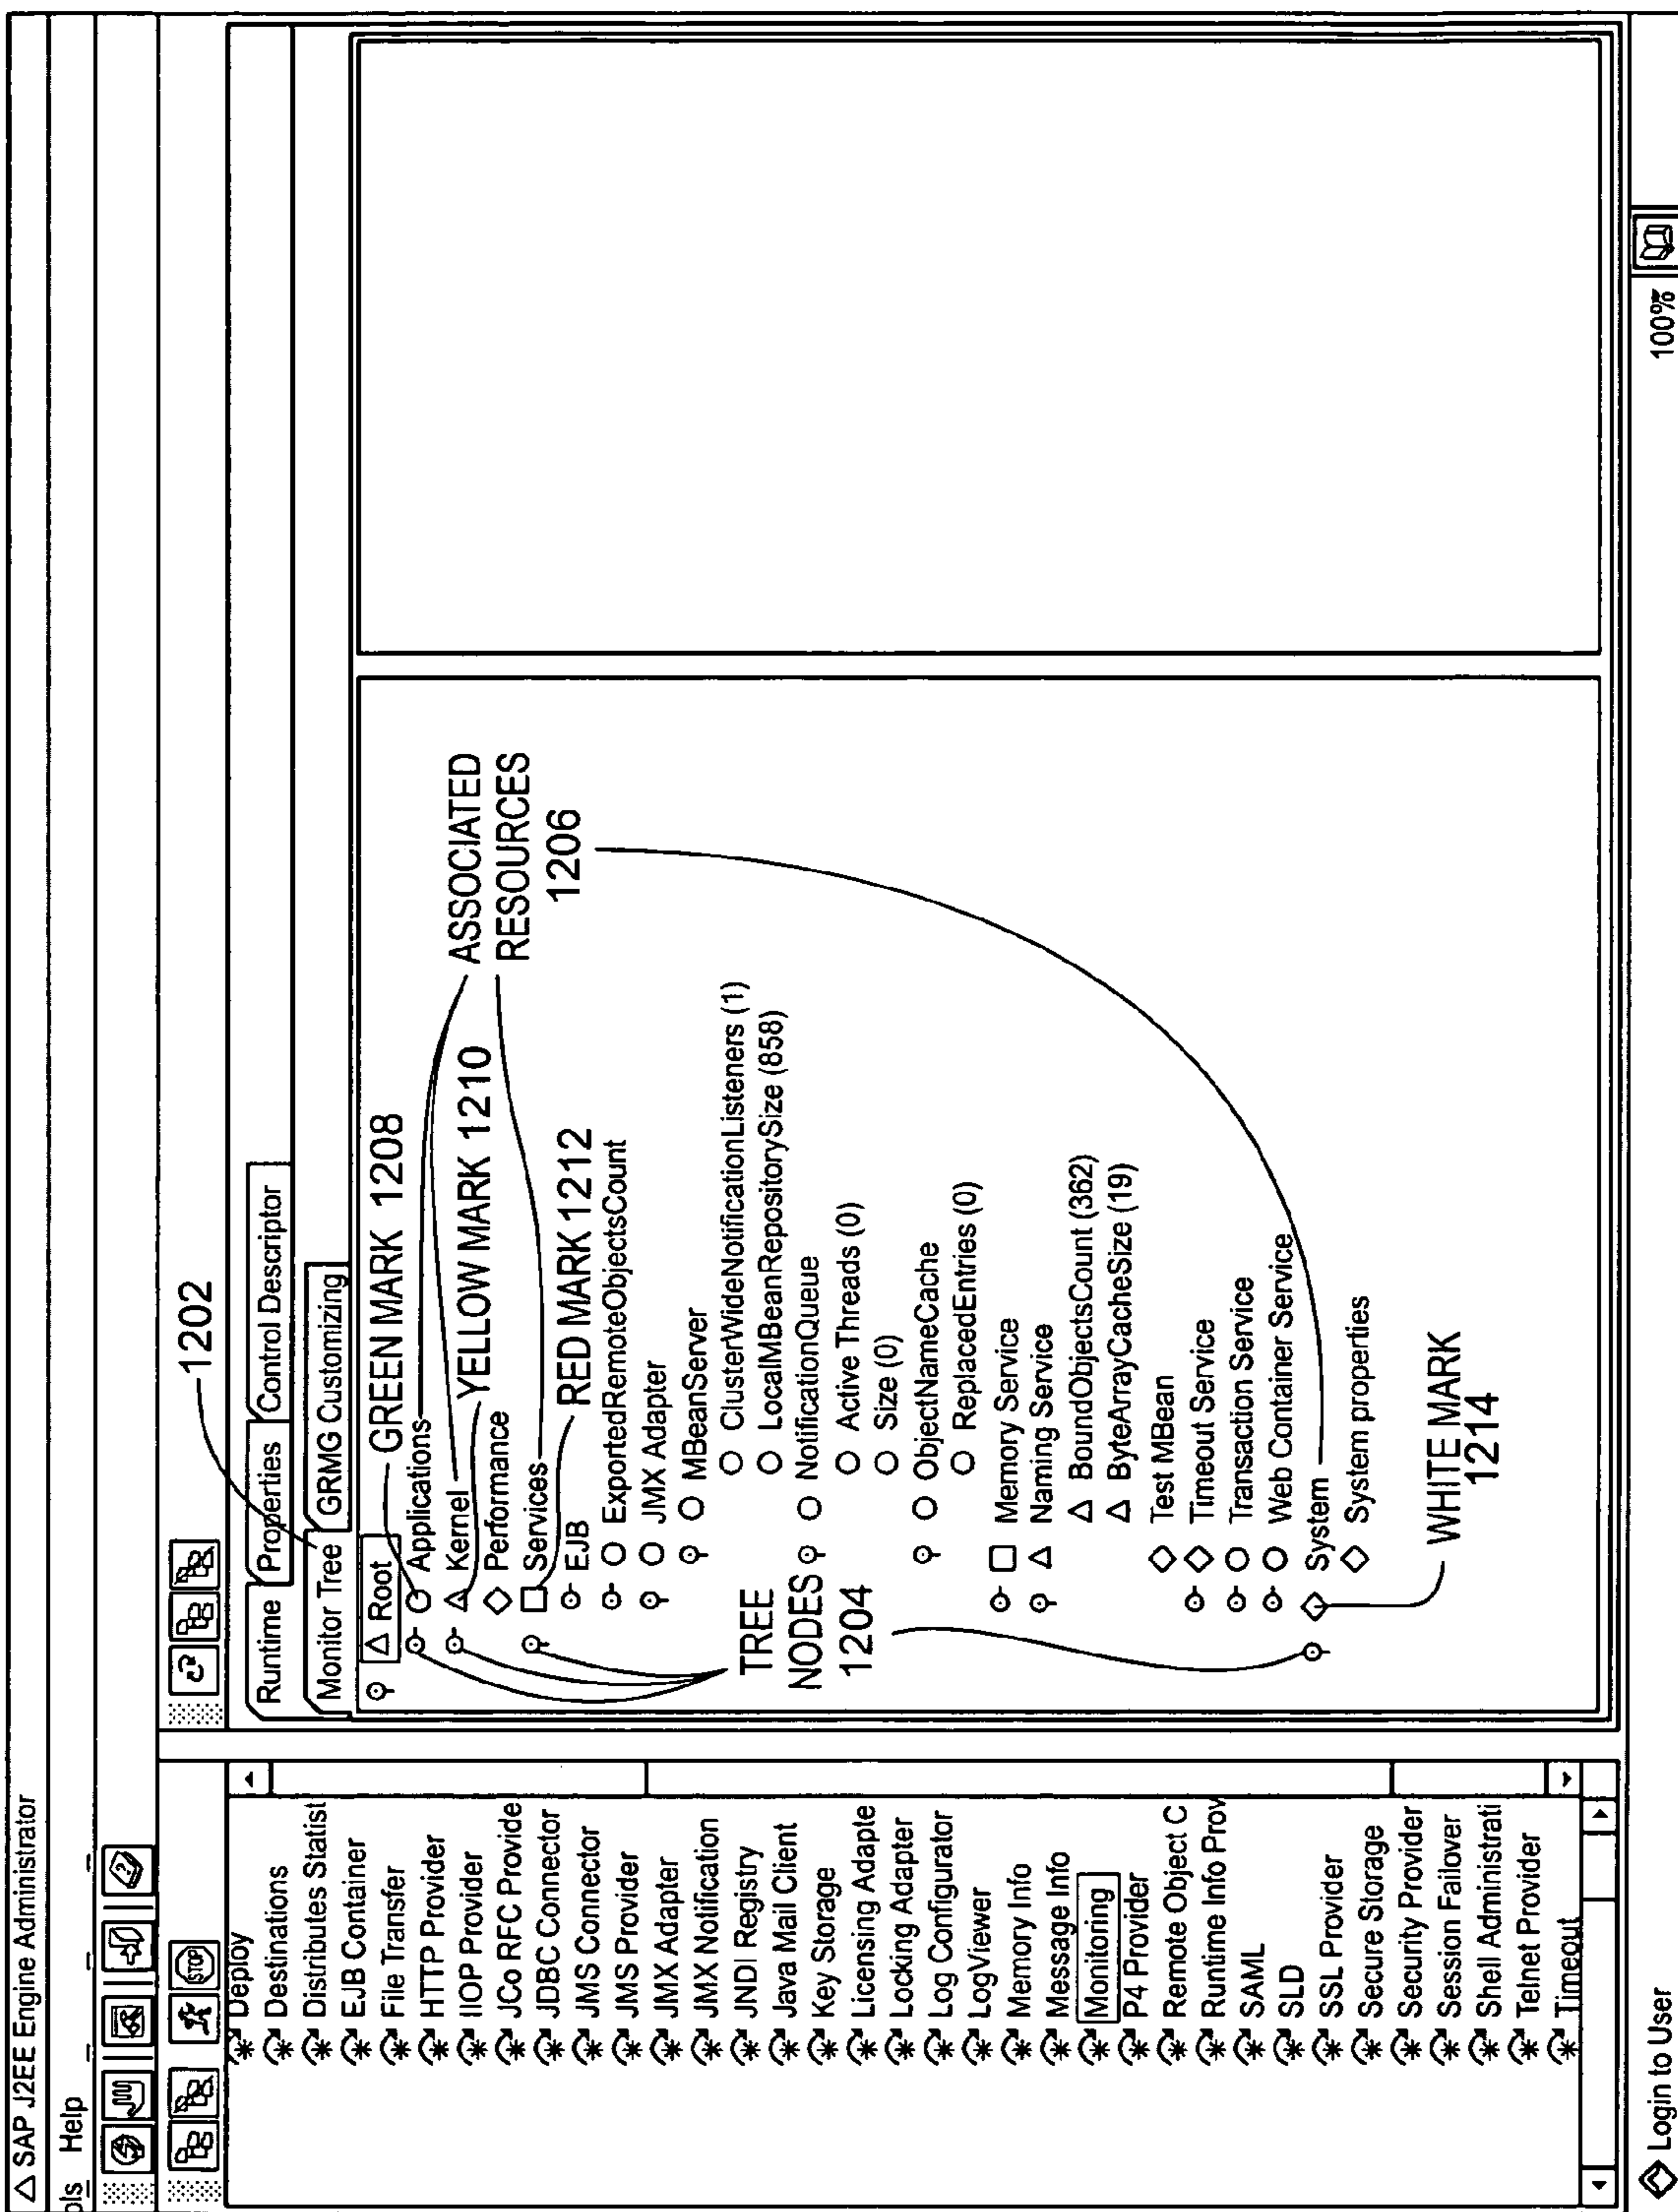 SAP J2EE Engine Administrator
ols Help
STOP
Deploy
Destinations
Distributes Statist
EJB Container
File Transfer
HTTP Provider
IIOP Provider
JCo RFC Provide
JDBC Connector
JMS Connector
JMS Provider
JMX Adapter
JMX Notification
JNDI Registry
Java Mail Client
Key Storage
Licensing Adapte
Locking Adapter
Log Configurator
LogViewer
Memory Info
Message Info
Monitoring
P4 Provider
Remote Object C
Runtime Info Prov
SAML
SLD
SSL Provider
Secure Storage
Security Provider
Session Failover
Shell Administrati
Telnet Provider
Timeout
1202
Runtime Properties Control Descriptor
Monitor Tree GRMG Customizing
Root
GREEN MARK 1208
Applications
Kernel
YELLOW MARK 1210
Performance
Services
RED MARK 1212
ASSOCIATED
RESOURCES
1206
EJB
ExportedRemoteObjectsCount
JMX Adapter
MBeanServer
ClusterWideNotificationListeners (1)
LocalMBeanRepositorySize (858)
NotificationQueue
Active Threads (0)
Size (0)
ObjectNameCache
ReplacedEntries (0)
TREE
NODES
1204
Memory Service
Naming Service
BoundObjectsCount (362)
ByteArrayCacheSize (19)
Test MBean
Timeout Service
Transaction Service
Web Container Service
System
System properties
WHITE MARK
1214
Login to User
100%